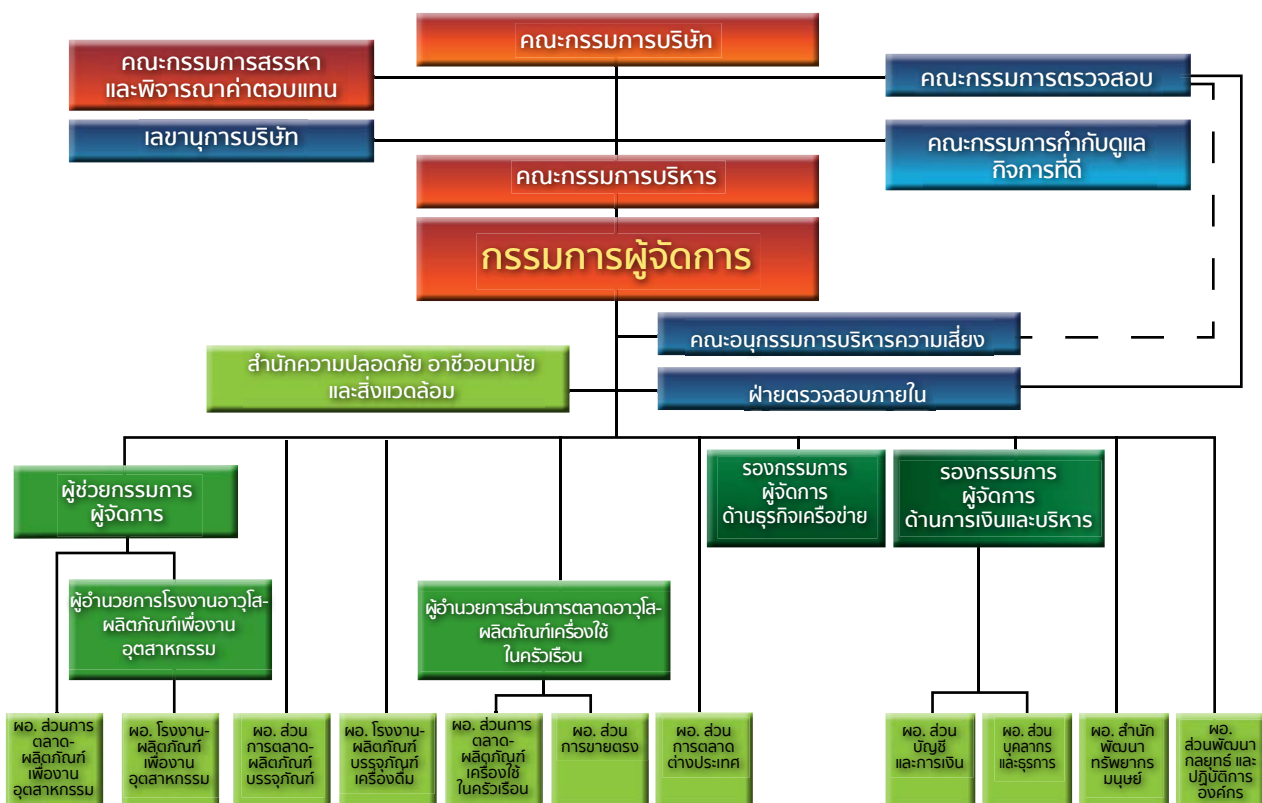 คณะกรรมการบริษัท
คณะกรรมการสรรหา
และพิจารณาค่าตอบแทน
คณะกรรมการตรวจสอบ
เลขานุการบริษัท
คณะกรรมการกำกับดูแล
กิจการที่ดี
คณะกรรมการบริหาร
กรรมการผู้จัดการ
คณะอนุกรรมการบริหารความเสี่ยง
สำนักความปลอดภัย อาชีวอนามัย
และสิ่งแวดล้อม
ฝ่ายตรวจสอบภายใน
ผู้ช่วยกรรมการ
ผู้จัดการ
รองกรรมการ
ผู้จัดการ
ด้านธุรกิจเครือข่าย
รองกรรมการ
ผู้จัดการ
ด้านการเงินและบริหาร
ผู้อำนวยการโรงงานอาวุโส-
ผลิตภัณฑ์เพื่องาน
อุตสาหกรรม
ผู้อำนวยการส่วนการตลาดอาวุโส-
ผลิตภัณฑ์เครื่องใช้
ในครัวเรือน
ผอ. ส่วนการ
ตลาด-
ผลิตภัณฑ์
เพื่องาน
อุตสาหกรรม
ผอ. โรงงาน-
ผลิตภัณฑ์
เพื่องาน
อุตสาหกรรม
ผอ. ส่วน
การตลาด-
ผลิตภัณฑ์
บรรจุภัณฑ์
ผอ. โรงงาน-
ผลิตภัณฑ์
บรรจุภัณฑ์
เครื่องดื่ม
ผอ. ส่วนการ
ตลาด-
ผลิตภัณฑ์
เครื่องใช้
ในครัวเรือน
ผอ. ส่วน
การขายตรง
ผอ. ส่วน
การตลาด
ต่างประเทศ
ผอ. ส่วน
บัญชี
และการเงิน
ผอ. ส่วน
บุคลากร
และธุรการ
ผอ. สำนัก
พัฒนา
ทรัพยากร
มนุษย์
ผอ.
ส่วนพัฒนา
กลยุทธ์ และ
ปฏิบัติการ
องค์กร